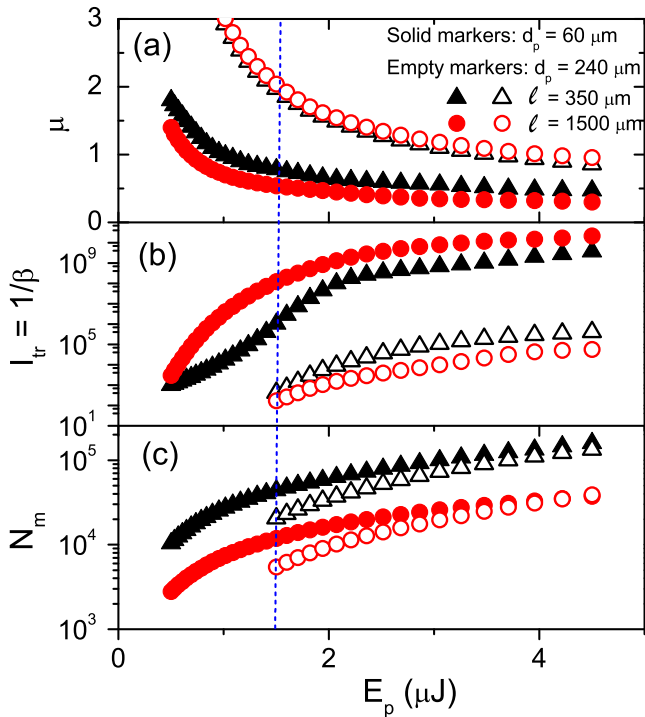 (a)
Solid markers: d_p = 60 μm
Empty markers: d_p = 240 μm
ℓ = 350 μm
ℓ = 1500 μm
3
2
1
0
μ
(b)
10^9
10^5
10^1
I_tr = 1/β
(c)
10^5
10^4
10^3
N_m
0 2 4
E_p (μJ)